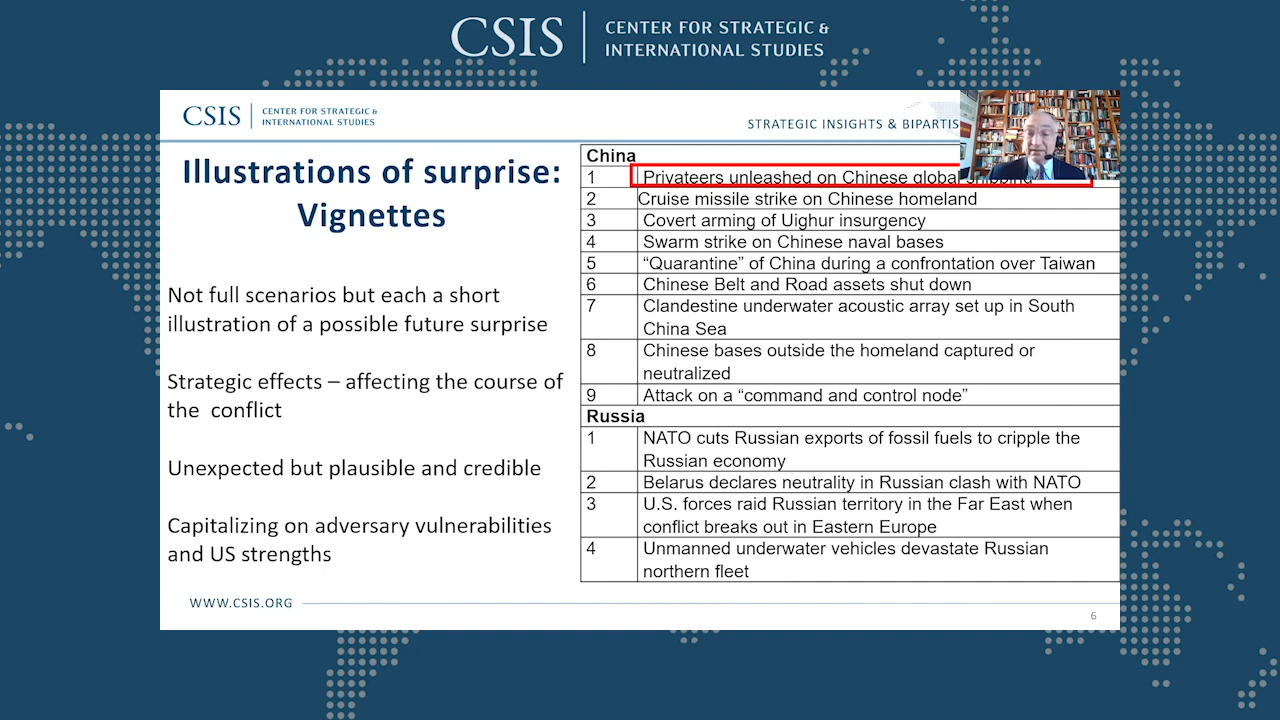 CSIS
CENTER FOR STRATEGIC &
INTERNATIONAL STUDIES
CSIS
CENTER FOR STRATEGIC &
INTERNATIONAL STUDIES
STRATEGIC INSIGHTS & BIPARTIS
Illustrations of surprise:
Vignettes
Not full scenarios but each a short
illustration of a possible future surprise
Strategic effects – affecting the course of
the conflict
Unexpected but plausible and credible
Capitalizing on adversary vulnerabilities
and US strengths
China
1 Privateers unleashed on Chinese global shipping
2 Cruise missile strike on Chinese homeland
3 Covert arming of Uighur insurgency
4 Swarm strike on Chinese naval bases
5 “Quarantine” of China during a confrontation over Taiwan
6 Chinese Belt and Road assets shut down
7 Clandestine underwater acoustic array set up in South
China Sea
8 Chinese bases outside the homeland captured or
neutralized
9 Attack on a “command and control node”
Russia
1 NATO cuts Russian exports of fossil fuels to cripple the
Russian economy
2 Belarus declares neutrality in Russian clash with NATO
3 U.S. forces raid Russian territory in the Far East when
conflict breaks out in Eastern Europe
4 Unmanned underwater vehicles devastate Russian
northern fleet
WWW.CSIS.ORG
6